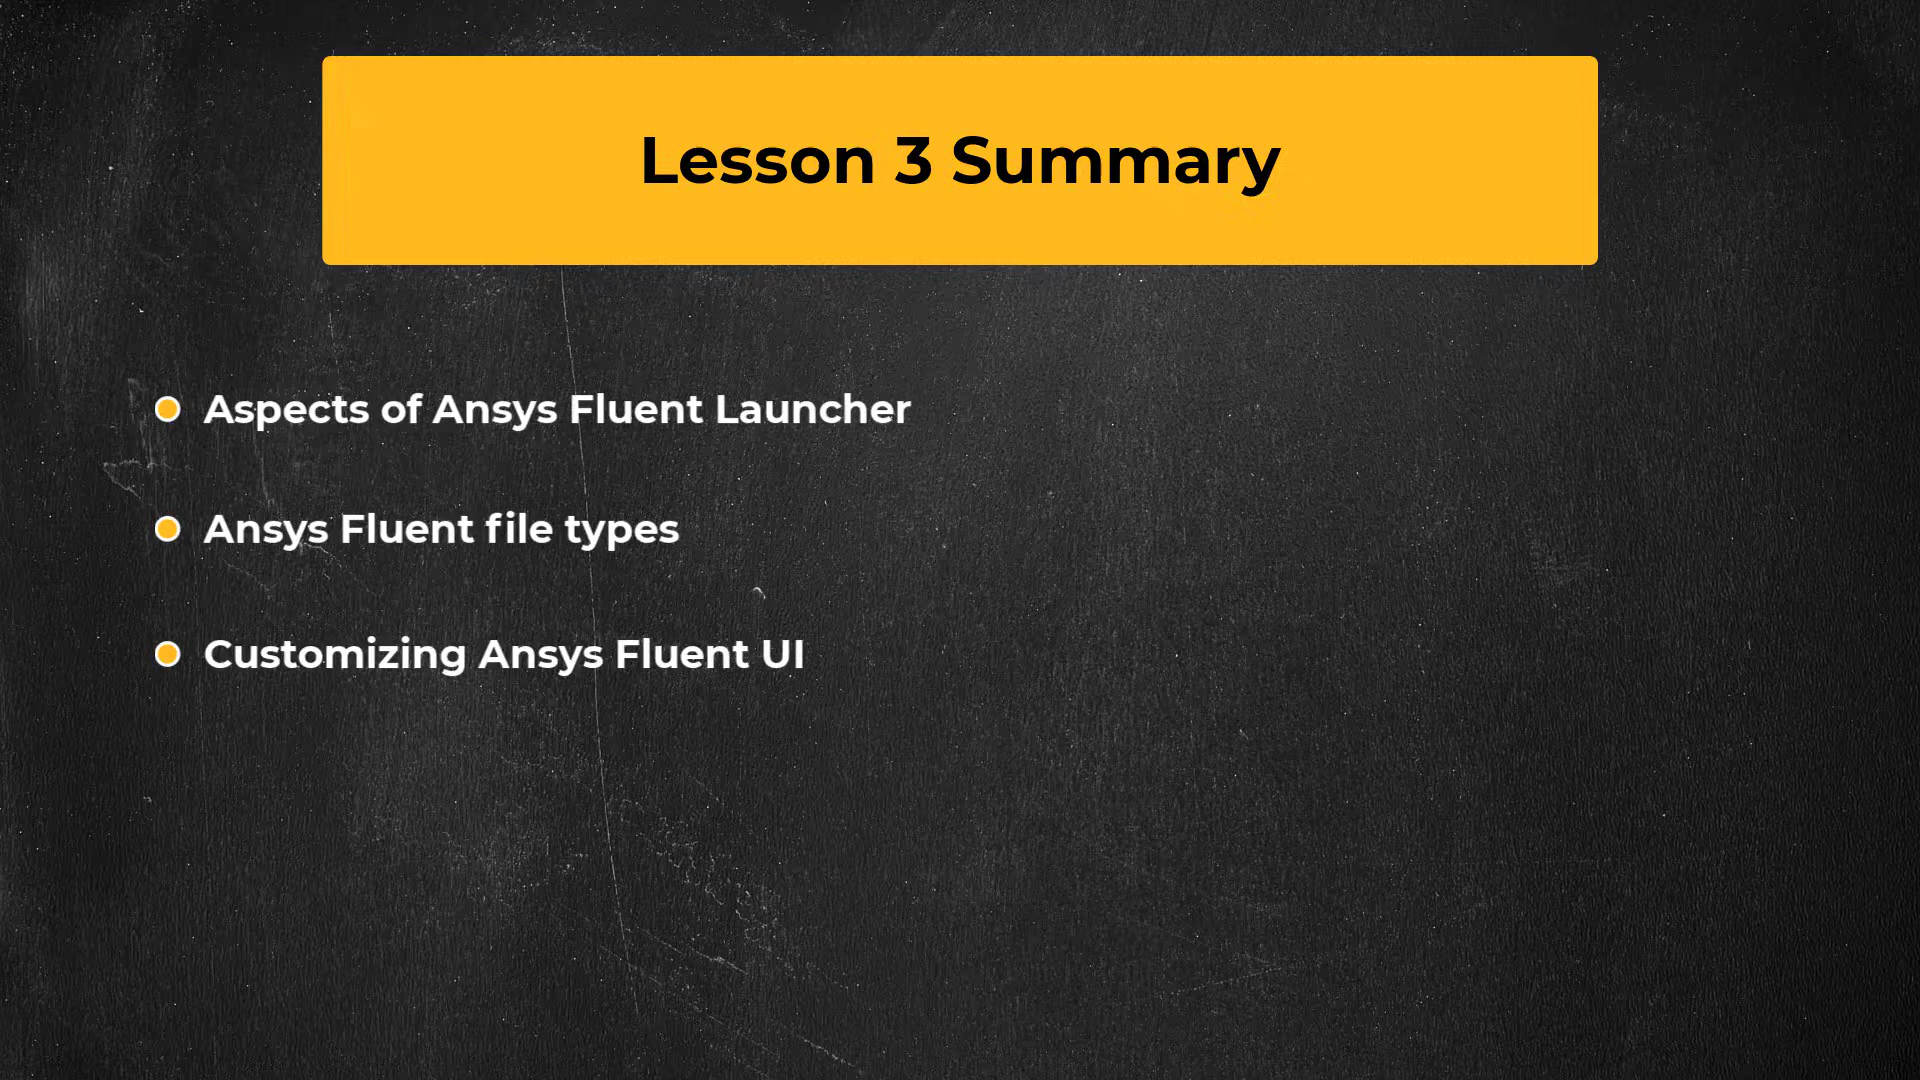 Lesson 3 Summary
Aspects of Ansys Fluent Launcher
Ansys Fluent file types
Customizing Ansys Fluent UI